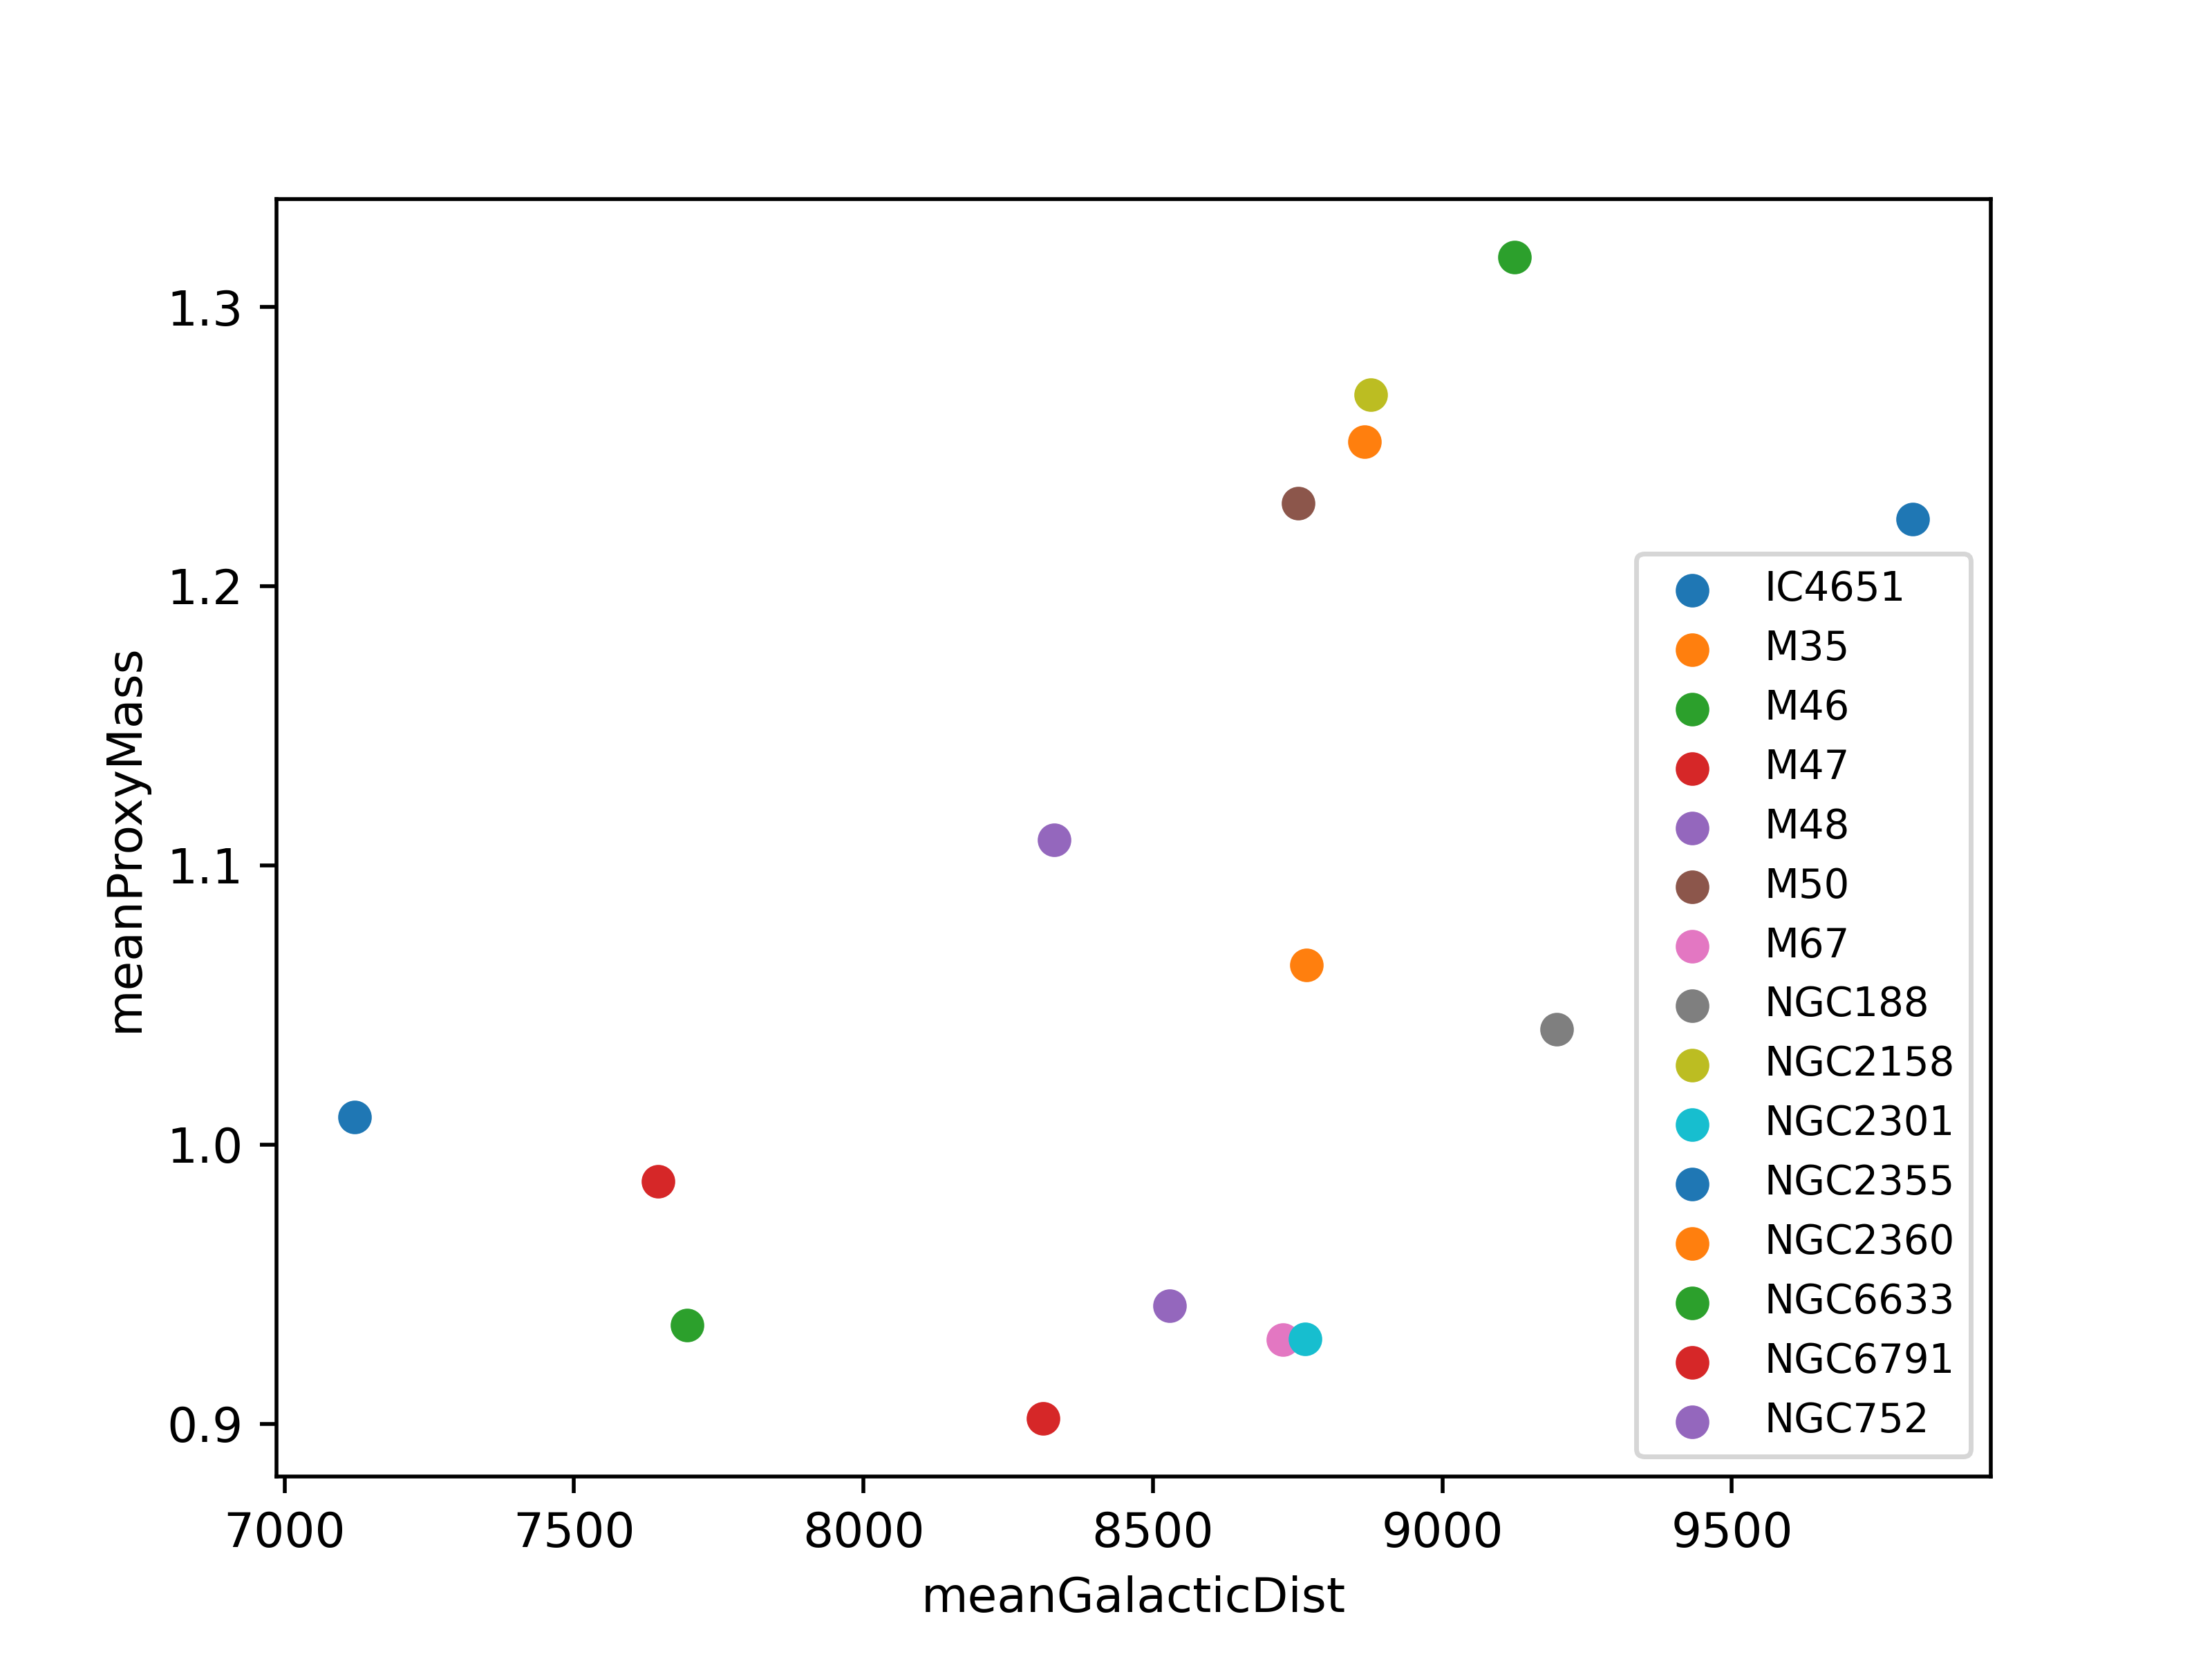 1.3
1.2
1.1
1.0
0.9
meanProxyMass
7000 7500 8000 8500 9000 9500
meanGalacticDist
IC4651
M35
M46
M47
M48
M50
M67
NGC188
NGC2158
NGC2301
NGC2355
NGC2360
NGC6633
NGC6791
NGC752